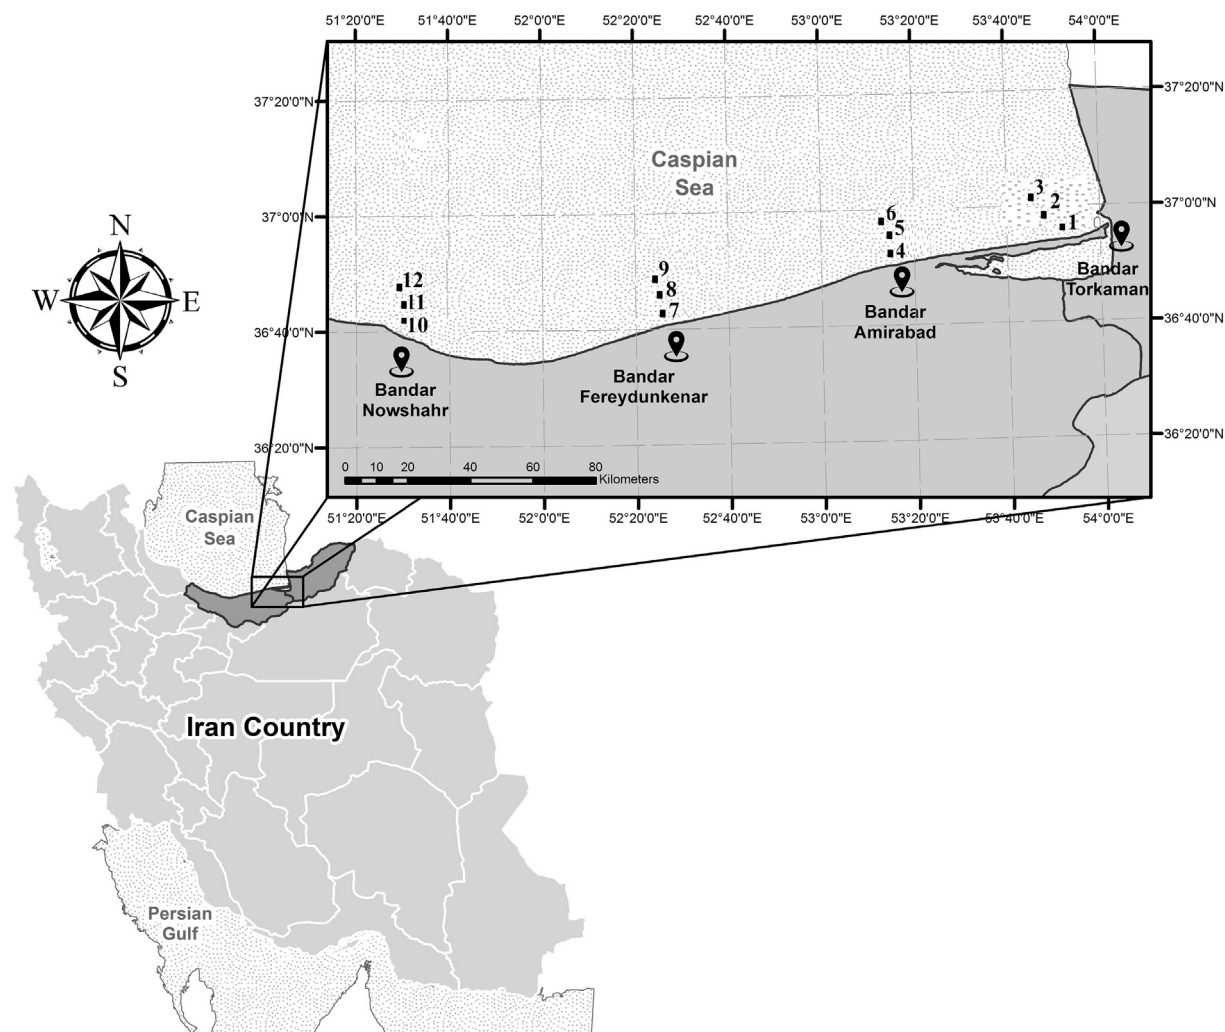 51°20'0"E 51°40'0"E 52°0'0"E 52°20'0"E 52°40'0"E 53°0'0"E 53°20'0"E 53°40'0"E 54°0'0"E
37°20'0"N
37°20'0"N
Caspian
Sea
3
2
1
37°0'0"N
37°0'0"N
6
5
4
N
W E
S
12
11
10
9
8
7
Bandar
Torkaman
Bandar
Amirabad
36°40'0"N
36°40'0"N
Bandar
Nowshahr
Bandar
Fereydunkenar
36°20'0"N
36°20'0"N
0 10 20 40 60 80
Kilometers
51°20'0"E 51°40'0"E 52°0'0"E 52°20'0"E 52°40'0"E 53°0'0"E 53°20'0"E 53°40'0"E 54°0'0"E
Caspian
Sea
Iran Country
Persian
Gulf